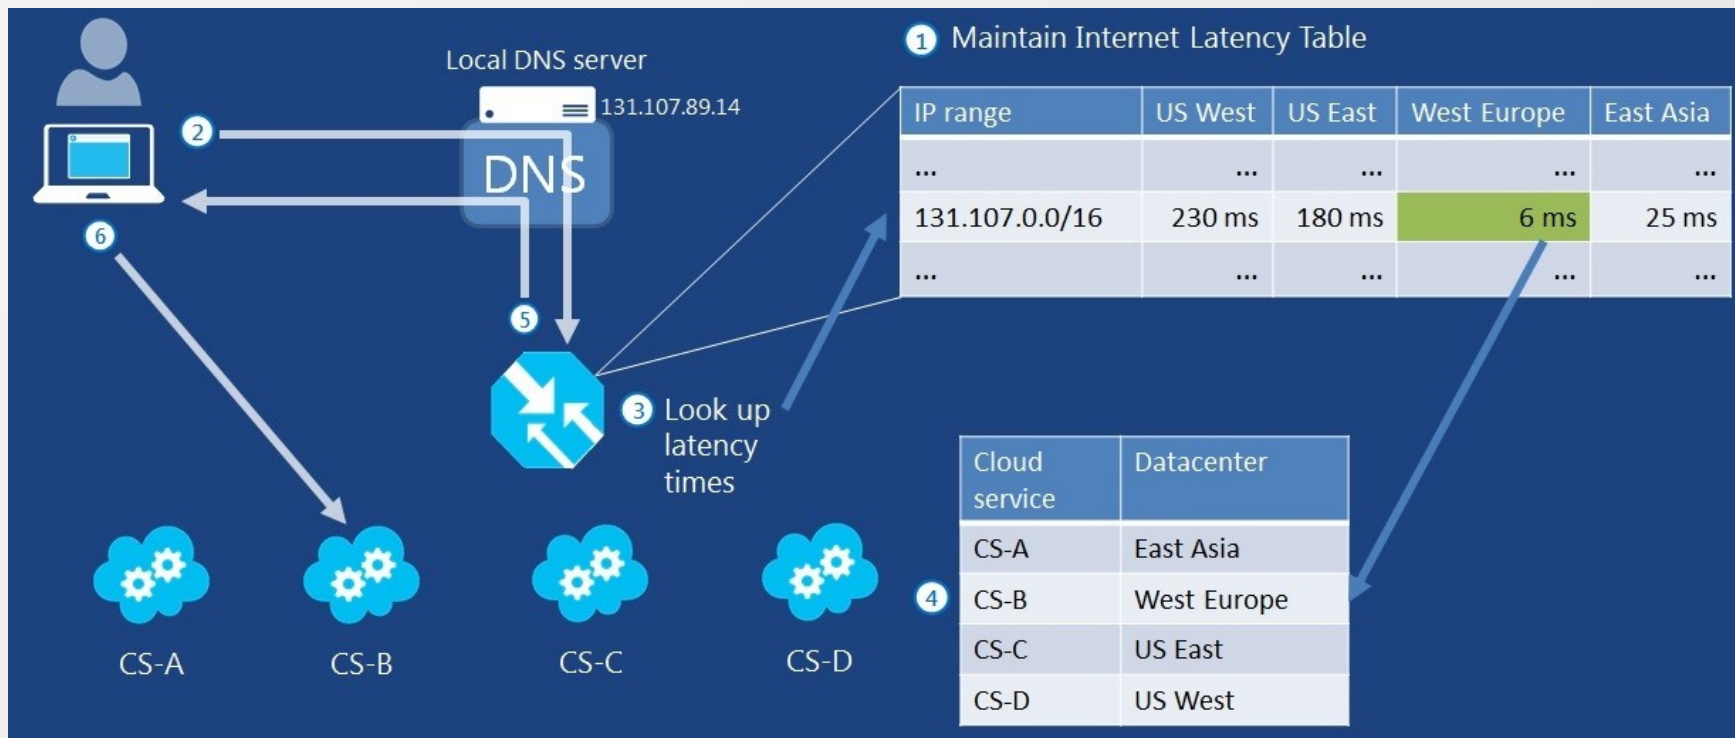 1 Maintain Internet Latency Table
Local DNS server
131.107.89.14
DNS
IP range US West US East West Europe East Asia
... ... ... ... ...
131.107.0.0/16 230 ms 180 ms 6 ms 25 ms
... ... ... ... ...
2
6
5
3 Look up
latency
times
4
Cloud
service
Datacenter
CS-A East Asia
CS-B West Europe
CS-C US East
CS-D US West
CS-A CS-B CS-C CS-D